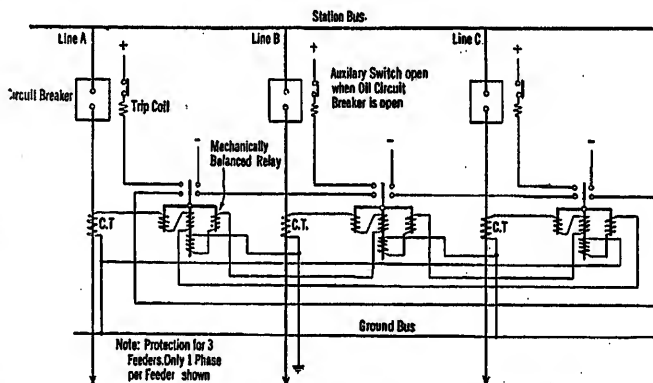 Station Bus.
Line A
Line B
Line C
+
+
+
Circuit Breaker
Trip Coil
Auxilary Switch open
when Oil Circuit
Breaker is open
-
-
-
Mechanically
Balanced Relay
C.T
C.T.
C.T
Ground Bus
Note: Protection for 3
Feeders.Only 1 Phase
per Feeder shown